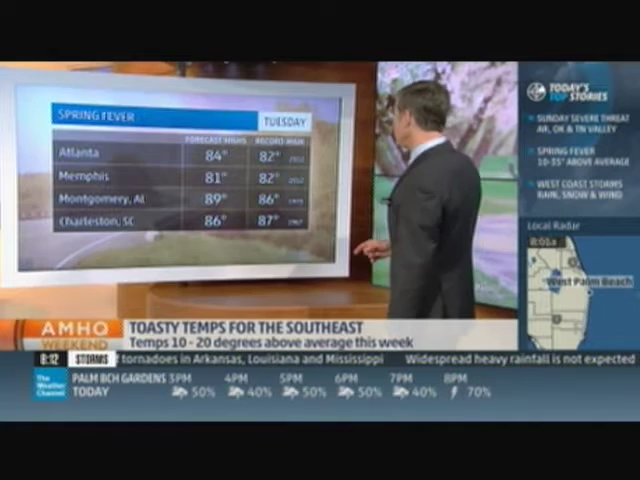 SPRING FEVER
TUESDAY
FORECAST HIGHS RECORD HIGH
Atlanta 84° 82°
Memphis 81° 82° 2012
Montgomery, AL 89° 86°
Charleston, SC 86° 87° 1967
TODAY'S
TOP STORIES
SUNDAY SEVERE THREAT
AR, OK & TN VALLEY
SPRING FEVER
10-35° ABOVE AVERAGE
WEST COAST STORMS
RAIN, SNOW & WIND
Local Radar
8:05a
West Palm Beach
AMHQ
WEEKEND
TOASTY TEMPS FOR THE SOUTHEAST
Temps 10 - 20 degrees above average this week
8:12 STORMS tornadoes in Arkansas, Louisiana and Mississippi Widespread heavy rainfall is not expected
The
Weather
Channel
PALM BCH GARDENS 3PM 4PM 5PM 6PM 7PM 8PM
TODAY 50% 40% 50% 50% 40% 70%